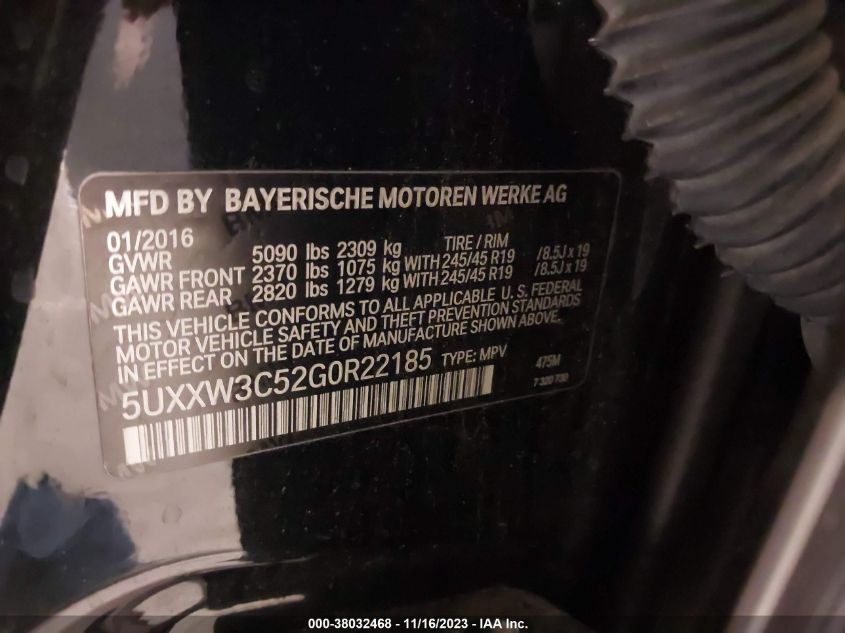 MFD BY BAYERISCHE MOTOREN WERKE AG
01/2016 TIRE / RIM
GVWR 5090 lbs 2309 kg
GAWR FRONT 2370 lbs 1075 kg WITH 245/45 R19 /8.5J x 19
GAWR REAR 2820 lbs 1279 kg WITH 245/45 R19 /8.5J x 19
THIS VEHICLE CONFORMS TO ALL APPLICABLE U.S. FEDERAL
MOTOR VEHICLE SAFETY AND THEFT PREVENTION STANDARDS
IN EFFECT ON THE DATE OF MANUFACTURE SHOWN ABOVE.
5UXXW3C52G0R22185 TYPE: MPV 475M
7 320 730
000-38032468 - 11/16/2023 - IAA Inc.